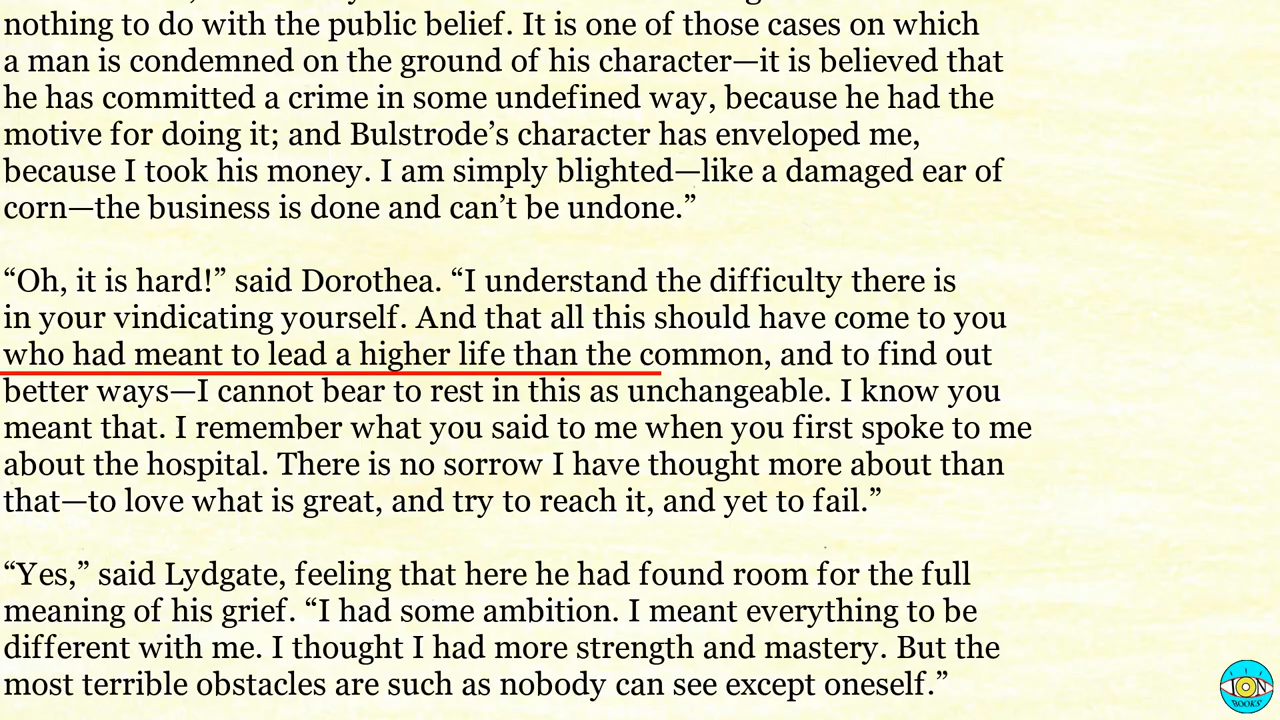 nothing to do with the public belief. It is one of those cases on which
a man is condemned on the ground of his character—it is believed that
he has committed a crime in some undefined way, because he had the
motive for doing it; and Bulstrode’s character has enveloped me,
because I took his money. I am simply blighted—like a damaged ear of
corn—the business is done and can’t be undone.”
“Oh, it is hard!” said Dorothea. “I understand the difficulty there is
in your vindicating yourself. And that all this should have come to you
who had meant to lead a higher life than the common, and to find out
better ways—I cannot bear to rest in this as unchangeable. I know you
meant that. I remember what you said to me when you first spoke to me
about the hospital. There is no sorrow I have thought more about than
that—to love what is great, and try to reach it, and yet to fail.”
“Yes,” said Lydgate, feeling that here he had found room for the full
meaning of his grief. “I had some ambition. I meant everything to be
different with me. I thought I had more strength and mastery. But the
most terrible obstacles are such as nobody can see except oneself.”
ION
BOOKS